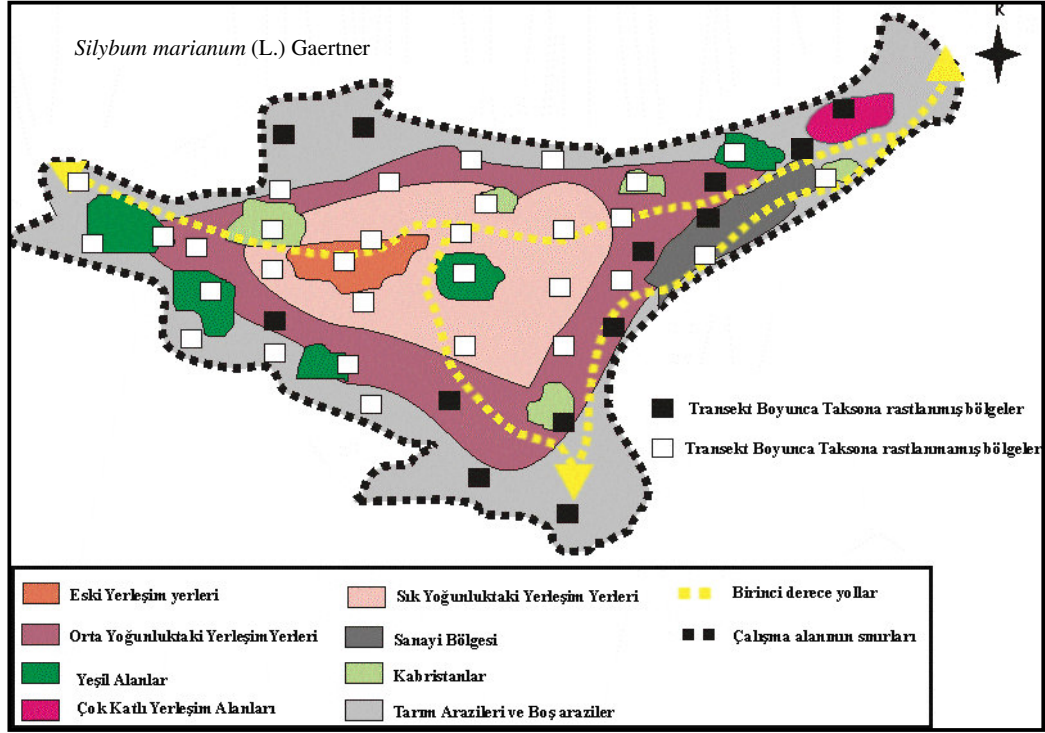 K
Silybum marianum (L.) Gaertner
Transekt Boyunca Taksona rastlanmış bölgeler
Transekt Boyunca Taksona rastlanmamış bölgeler
Eski Yerleşim yerleri
Sık Yoğunluktaki Yerleşim Yerleri
Birinci derece yollar
Orta Yoğunluktaki Yerleşim Yerleri
Sanayi Bölgesi
Çalışma alanının sınırları
Yeşil Alanlar
Kabristanlar
Çok Katlı Yerleşim Alanları
Tarım Arazileri ve Boş araziler